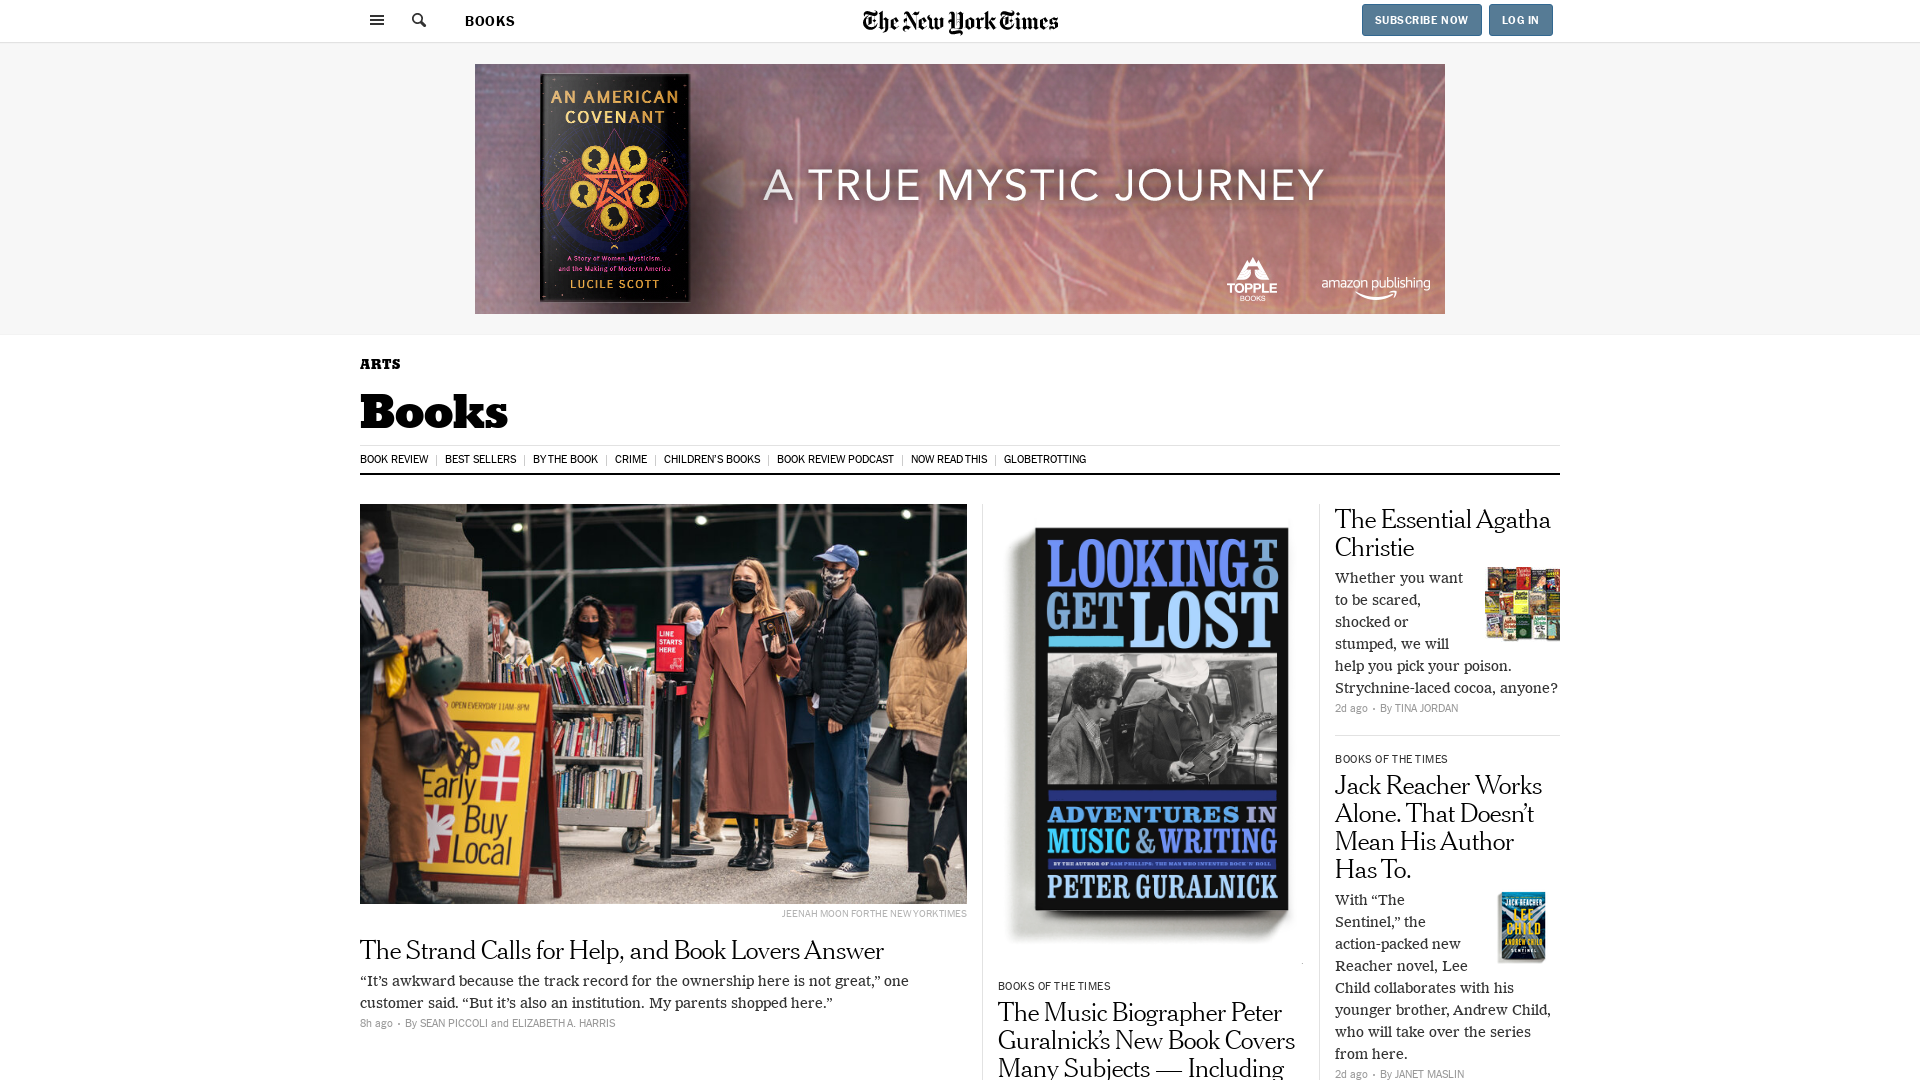 BOOKS
The New York Times
SUBSCRIBE NOW
LOG IN
AN AMERICAN
COVENANT
A Story of Women, Mysticism,
and the Making of Modern America
LUCILE SCOTT
A TRUE MYSTIC JOURNEY
TOPPLE
BOOKS
amazon publishing
ARTS
Books
BOOK REVIEW
BEST SELLERS
BY THE BOOK
CRIME
CHILDREN'S BOOKS
BOOK REVIEW PODCAST
NOW READ THIS
GLOBETROTTING
LINE
STARTS
HERE
OPEN EVERYDAY 11AM-8PM
Early
Buy
Local
JEENAH MOON FOR THE NEW YORK TIMES
The Strand Calls for Help, and Book Lovers Answer
“It’s awkward because the track record for the ownership here is not great,” one
customer said. “But it’s also an institution. My parents shopped here.”
8h ago • By SEAN PICCOLI and ELIZABETH A. HARRIS
LOOKING TO
GET LOST
ADVENTURES IN
MUSIC & WRITING
BY THE AUTHOR OF SAM PHILLIPS: THE MAN WHO INVENTED ROCK 'N' ROLL
PETER GURALNICK
BOOKS OF THE TIMES
The Music Biographer Peter
Guralnick’s New Book Covers
Many Subjects — Including
The Essential Agatha
Christie
Whether you want
to be scared,
shocked or
stumped, we will
help you pick your poison.
Strychnine-laced cocoa, anyone?
2d ago • By TINA JORDAN
BOOKS OF THE TIMES
Jack Reacher Works
Alone. That Doesn’t
Mean His Author
Has To.
With “The
Sentinel,” the
action-packed new
Reacher novel, Lee
Child collaborates with his
younger brother, Andrew Child,
who will take over the series
from here.
JACK REACHER
LEE
CHILD
ANDREW CHILD
SENTINEL
2d ago • By JANET MASLIN